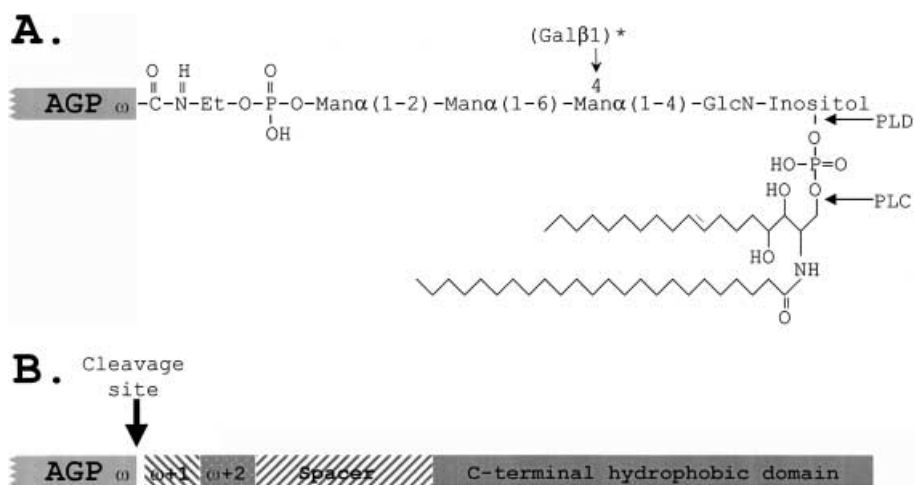 A.
(Galβ1)*
4
O H O
AGP ω –C–N–Et–O–P–O–Manα(1–2)–Manα(1–6)–Manα(1–4)–GlcN–Inositol
OH
PLD
O
HO–P=O
O
PLC
HO
HO
NH
O
B.
Cleavage
site
AGP ω ω+1 ω+2 Spacer C-terminal hydrophobic domain